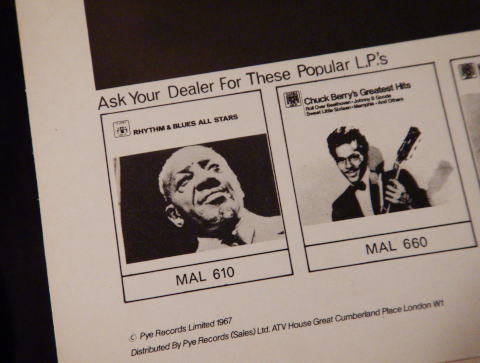 Ask Your Dealer For These Popular L.P.'s
RHYTHM & BLUES ALL STARS
MAL 610
Chuck Berry's Greatest Hits
Roll Over Beethoven · Johnny B Goode
Sweet Little Sixteen · Memphis · And Others
MAL 660
© Pye Records Limited 1967
Distributed By Pye Records (Sales) Ltd. ATV House Great Cumberland Place London W1